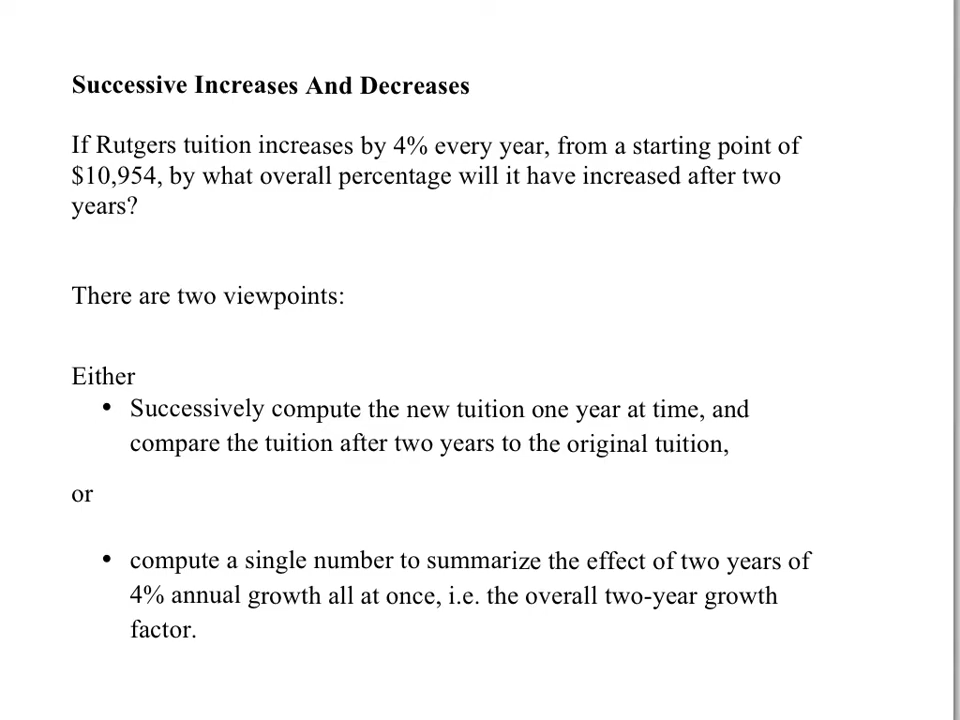 Successive Increases And Decreases
If Rutgers tuition increases by 4% every year, from a starting point of
$10,954, by what overall percentage will it have increased after two
years?
There are two viewpoints:
Either
• Successively compute the new tuition one year at time, and
compare the tuition after two years to the original tuition,
or
• compute a single number to summarize the effect of two years of
4% annual growth all at once, i.e. the overall two-year growth
factor.